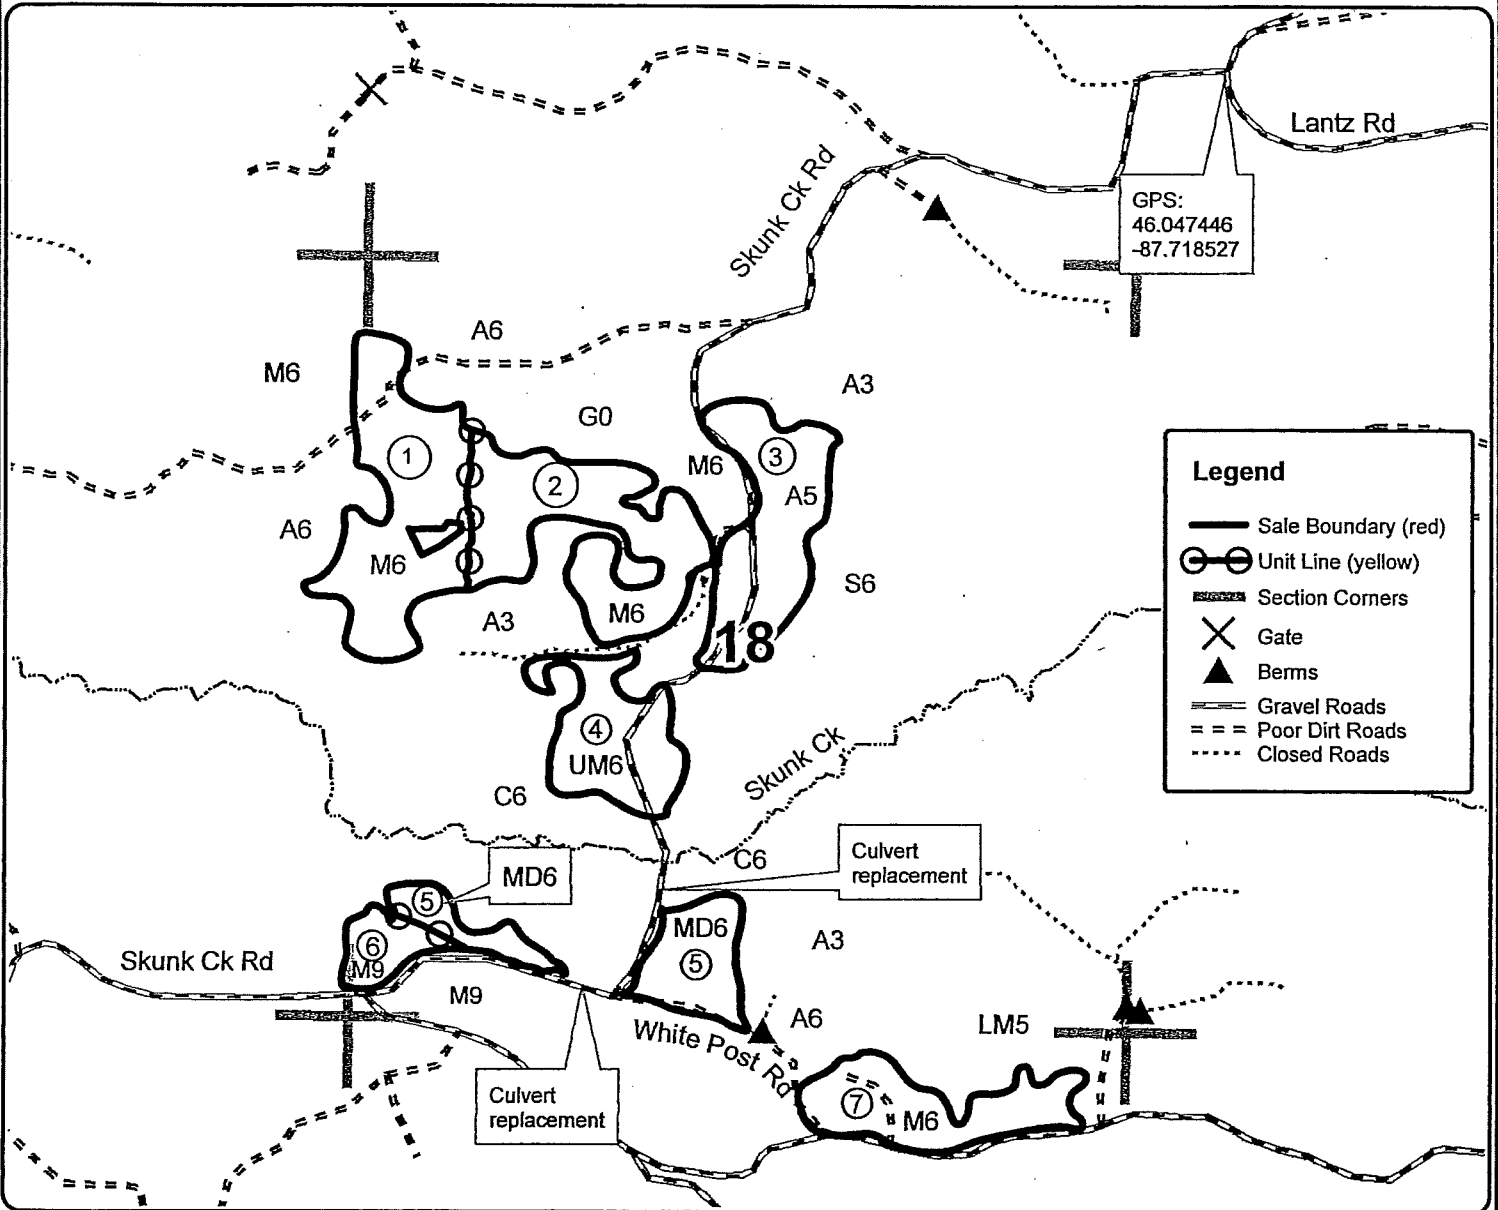 Lantz Rd
Skunk Ck Rd
GPS:
46.047446
-87.718527
A6
M6
A3
G0
1
2
3
M6
A5
A6
M6
M6
A3
S6
18
4
UM6
C6
Skunk Ck
C6
Culvert
replacement
MD6
5
6
M9
MD6
5
A3
Skunk Ck Rd
M9
White Post Rd
A6
LM5
Culvert
replacement
7
M6
Legend
Sale Boundary (red)
Unit Line (yellow)
Section Corners
Gate
Berms
Gravel Roads
Poor Dirt Roads
Closed Roads